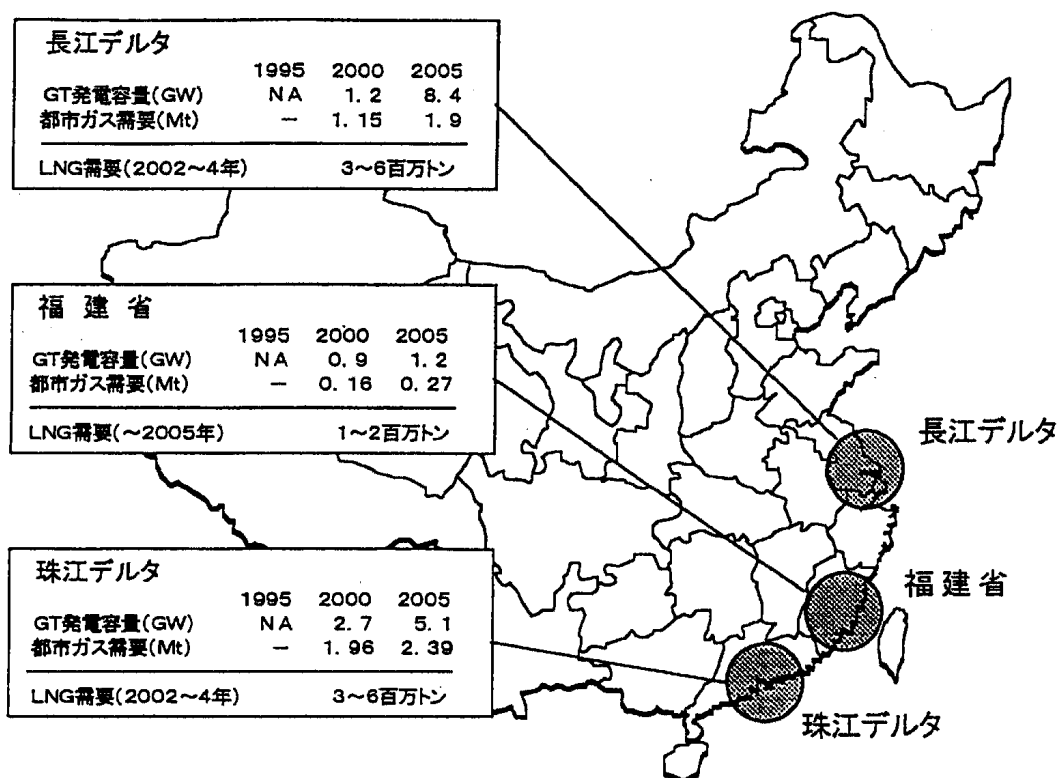 長江デルタ
1995 2000 2005
GT発電容量(GW) NA 1.2 8.4
都市ガス需要(Mt) − 1.15 1.9
LNG需要(2002〜4年) 3〜6百万トン
福建省
1995 2000 2005
GT発電容量(GW) NA 0.9 1.2
都市ガス需要(Mt) − 0.16 0.27
LNG需要(〜2005年) 1〜2百万トン
珠江デルタ
1995 2000 2005
GT発電容量(GW) NA 2.7 5.1
都市ガス需要(Mt) − 1.96 2.39
LNG需要(2002〜4年) 3〜6百万トン
長江デルタ
福建省
珠江デルタ